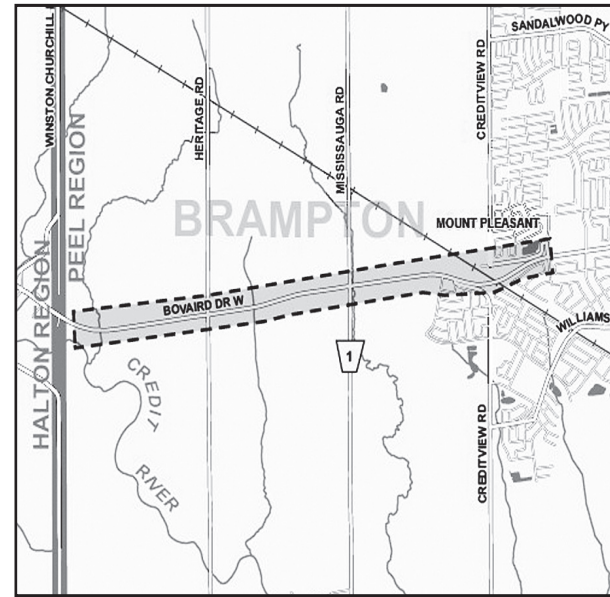 WINSTON CHURCHILL
SANDALWOOD PY
HERITAGE RD
MISSISSAUGA RD
CREDITVIEW RD
PEEL REGION
HALTON REGION
BRAMPTON
MOUNT PLEASANT
BOVAIRD DR W
WILLIAMS
1
CREDIT
RIVER
CREDITVIEW RD